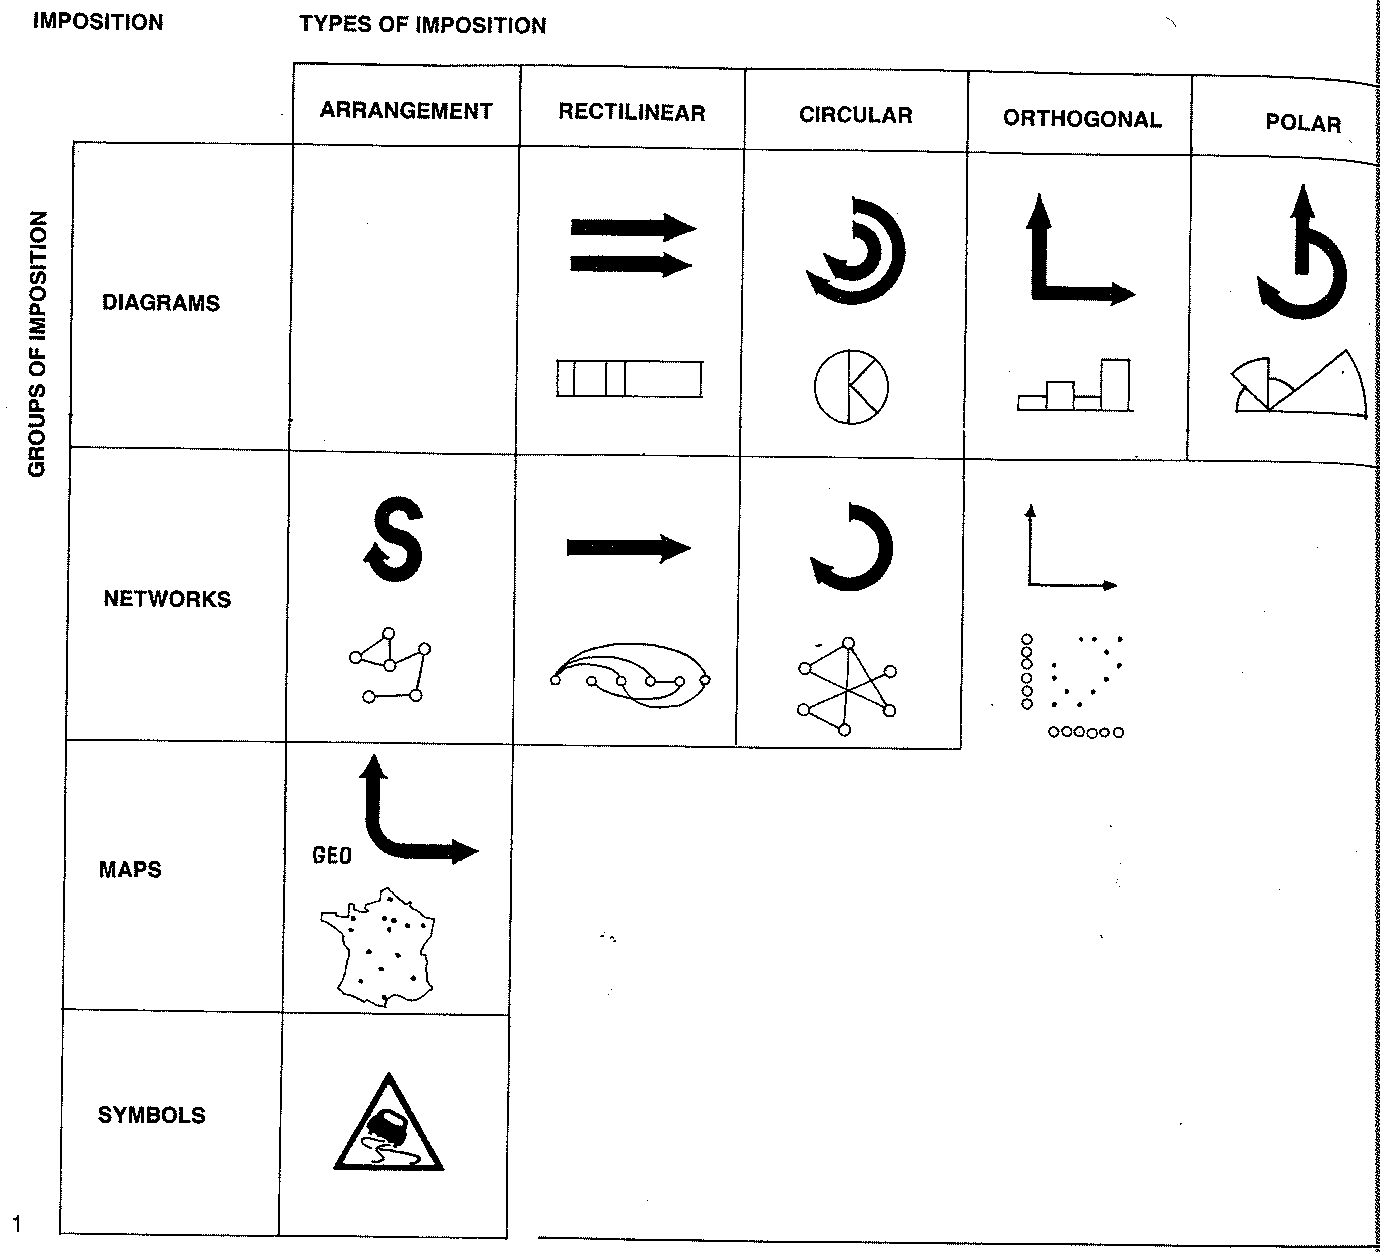 IMPOSITION
TYPES OF IMPOSITION
ARRANGEMENT
RECTILINEAR
CIRCULAR
ORTHOGONAL
POLAR
GROUPS OF IMPOSITION
DIAGRAMS
NETWORKS
MAPS
GEO
SYMBOLS
1